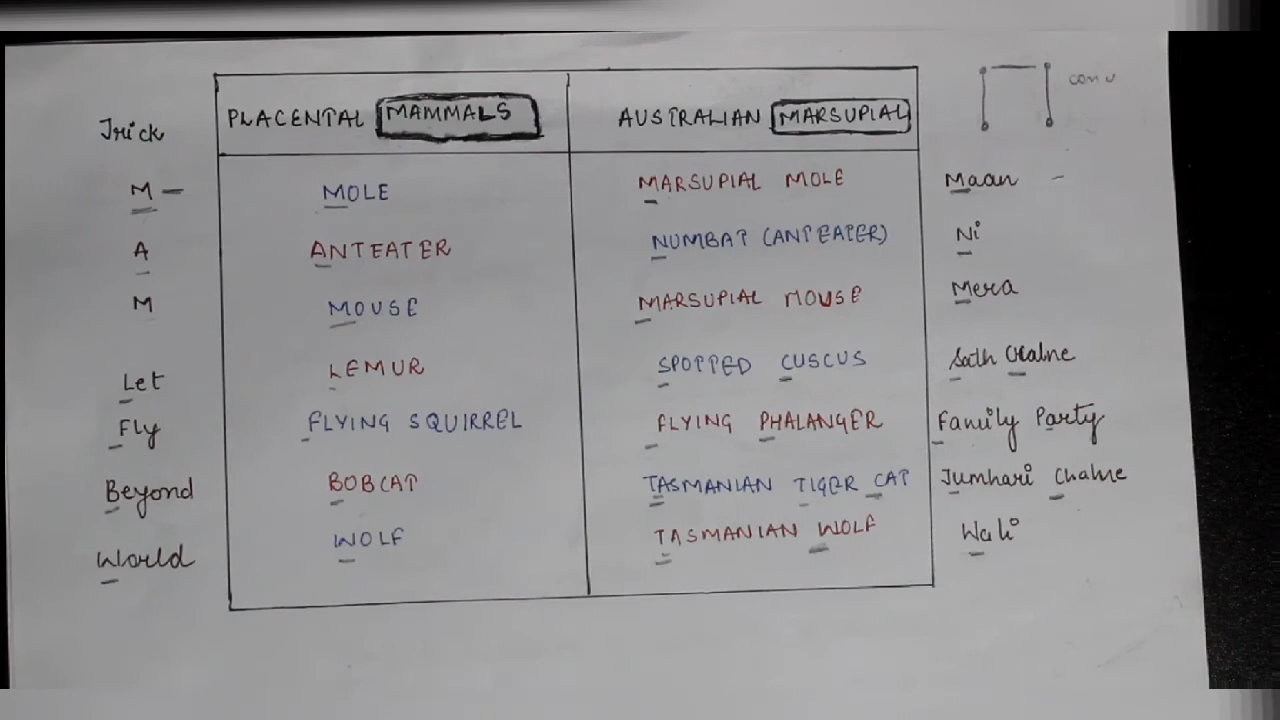 Trick PLACENTAL MAMMALS AUSTRALIAN MARSUPIAL
M – MOLE MARSUPIAL MOLE Maan –
A ANTEATER NUMBAT (ANTEATER) Ni
M MOUSE MARSUPIAL MOUSE Mera
Let LEMUR SPOTTED CUSCUS Sath Chalne
Fly FLYING SQUIRREL FLYING PHALANGER Family Party
Beyond BOBCAT TASMANIAN TIGER CAT Tumhari Chalne
World WOLF TASMANIAN WOLF Wali